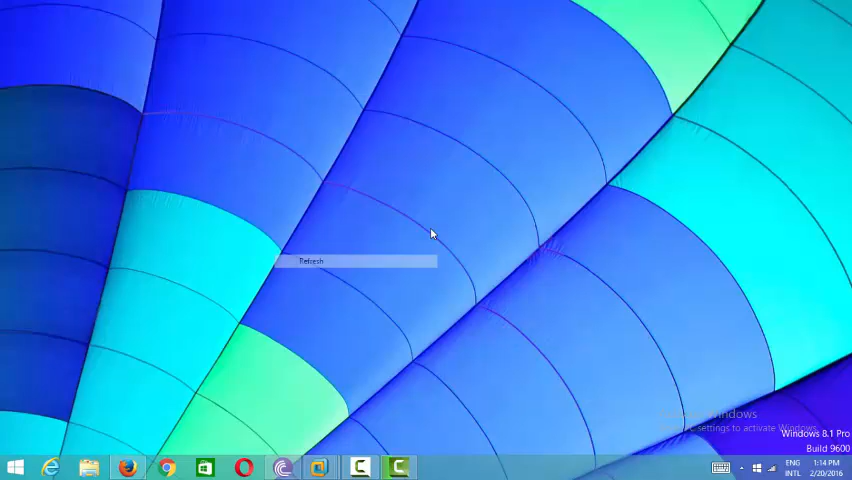 Refresh
Windows
PC settings to activate Windows
Windows 8.1 Pro
Build 9600
ENG
INTL
1:14 PM
2/20/2016